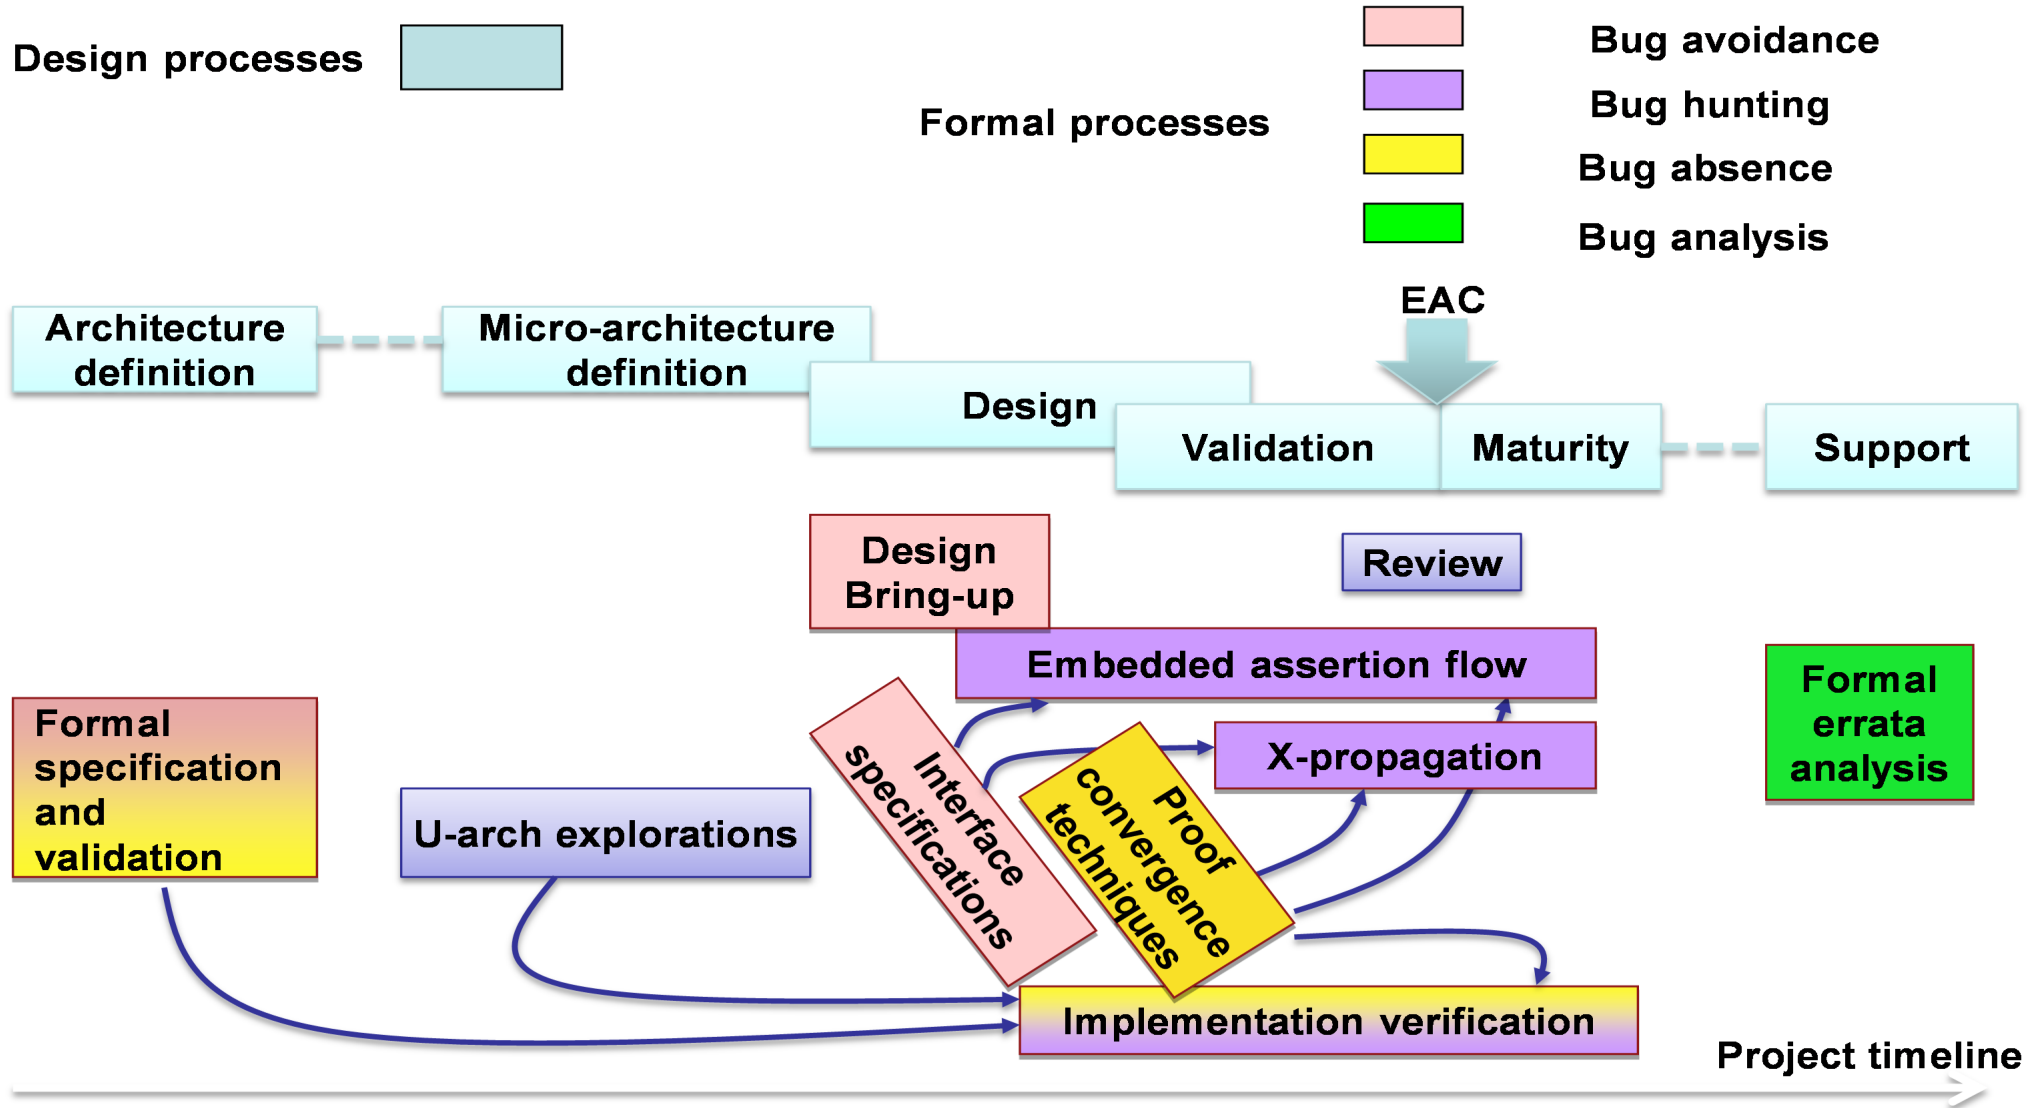 Design processes
Formal processes
Bug avoidance
Bug hunting
Bug absence
Bug analysis
EAC
Architecture
definition
Micro-architecture
definition
Design
Validation
Maturity
Support
Design
Bring-up
Review
Embedded assertion flow
Formal
specification
and
validation
U-arch explorations
Interface
specifications
Proof
convergence
techniques
X-propagation
Formal
errata
analysis
Implementation verification
Project timeline